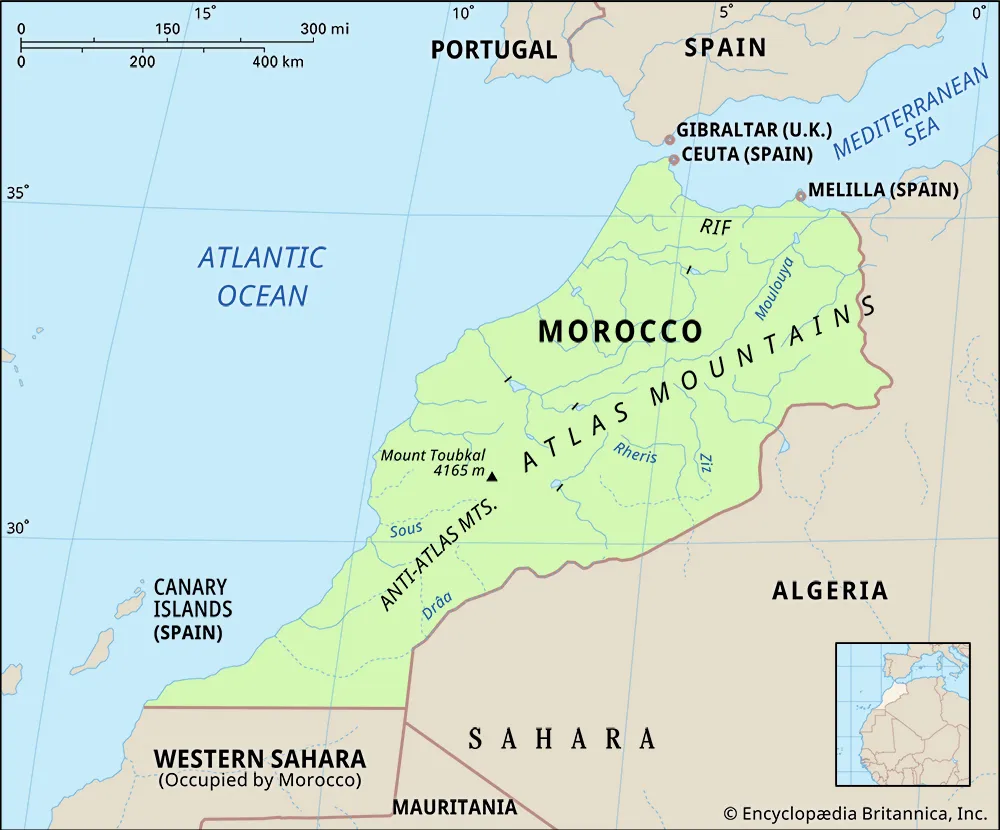 15°
10°
5°
0°
0 150 300 mi
0 200 400 km
PORTUGAL
SPAIN
MEDITERRANEAN
SEA
GIBRALTAR (U.K.)
CEUTA (SPAIN)
MELILLA (SPAIN)
35°
RIF
ATLANTIC
OCEAN
Moulouya
MOROCCO
ATLAS MOUNTAINS
Mount Toubkal
4165 m
Rheris
Ziz
30°
Sous
ANTI-ATLAS MTS.
Drâa
CANARY
ISLANDS
(SPAIN)
ALGERIA
SAHARA
WESTERN SAHARA
(Occupied by Morocco)
MAURITANIA
© Encyclopædia Britannica, Inc.